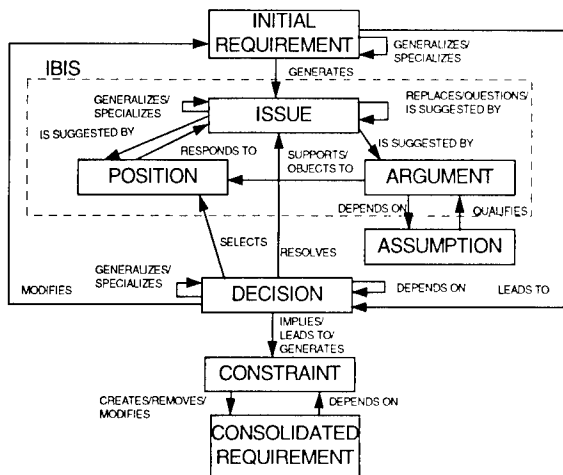 INITIAL
REQUIREMENT
GENERALIZES/
SPECIALIZES
IBIS
GENERATES
GENERALIZES/
SPECIALIZES
ISSUE
REPLACES/QUESTIONS/
IS SUGGESTED BY
IS SUGGESTED BY
RESPONDS TO
SUPPORTS/
OBJECTS TO
IS SUGGESTED BY
POSITION
ARGUMENT
DEPENDS ON
QUALIFIES
ASSUMPTION
SELECTS
RESOLVES
GENERALIZES/
SPECIALIZES
MODIFIES
DECISION
DEPENDS ON
LEADS TO
IMPLIES/
LEADS TO/
GENERATES
CONSTRAINT
CREATES/REMOVES/
MODIFIES
DEPENDS ON
CONSOLIDATED
REQUIREMENT